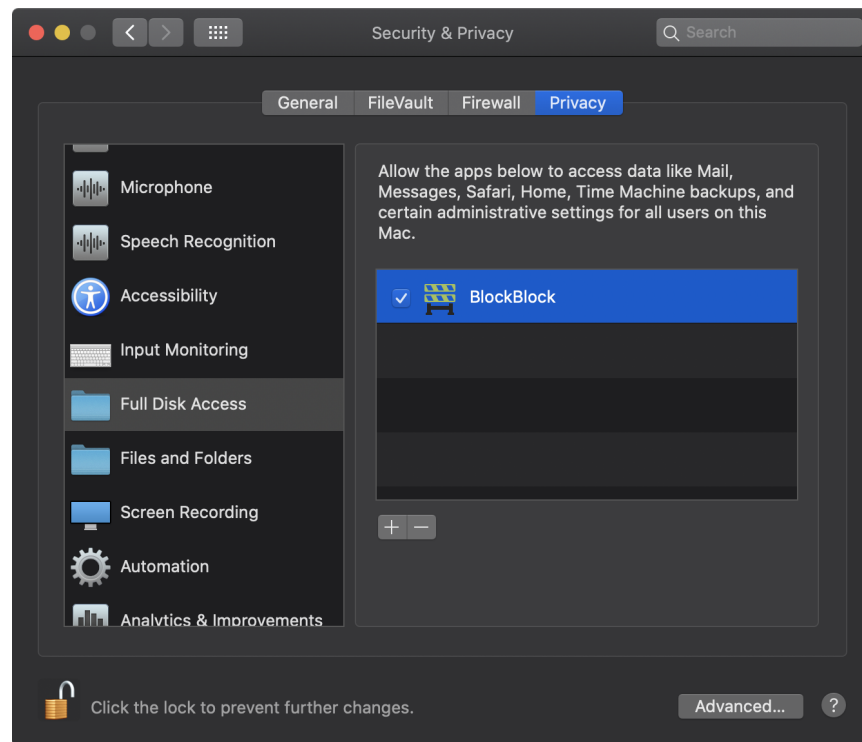 Security & Privacy
Search
General
FileVault
Firewall
Privacy
Microphone
Speech Recognition
Accessibility
Input Monitoring
Full Disk Access
Files and Folders
Screen Recording
Automation
Analytics & Improvements
Allow the apps below to access data like Mail,
Messages, Safari, Home, Time Machine backups, and
certain administrative settings for all users on this
Mac.
BlockBlock
Click the lock to prevent further changes.
Advanced...
?